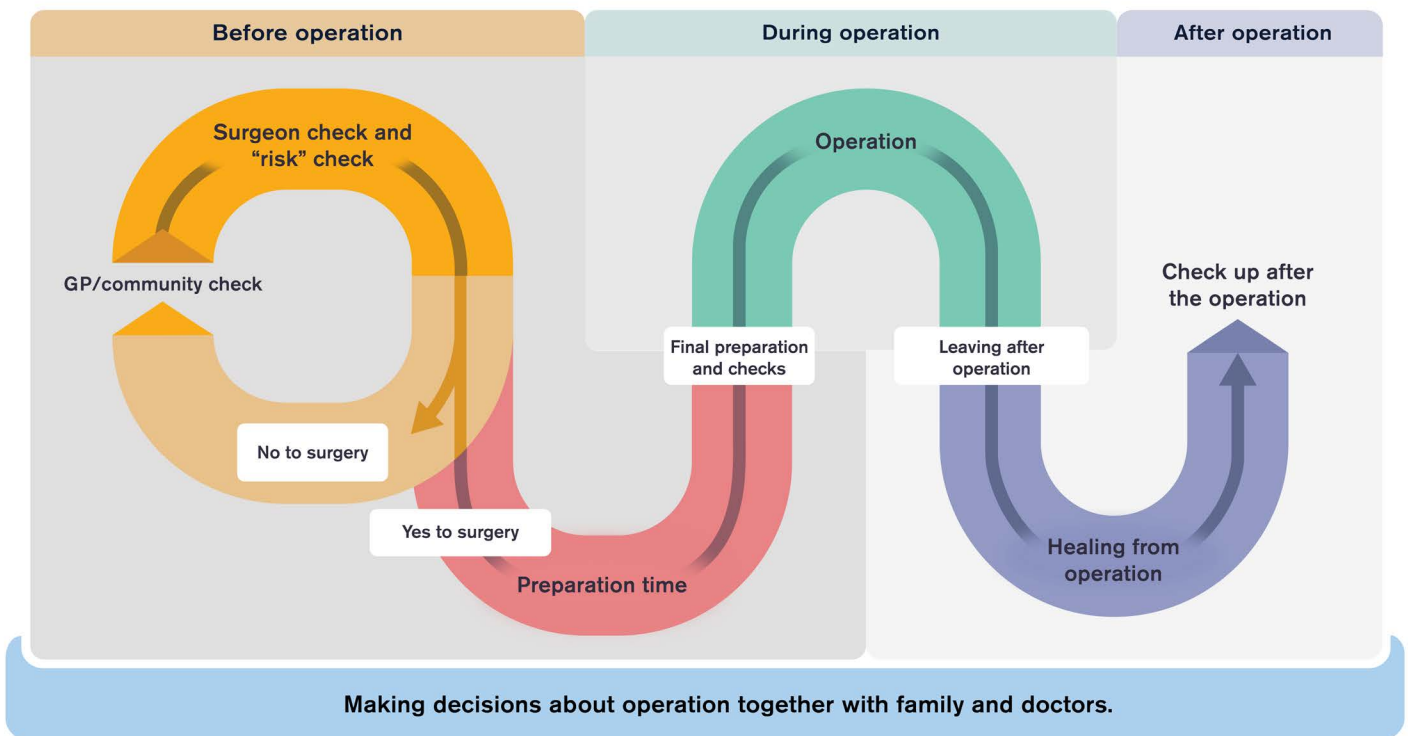 Before operation
During operation
After operation
Surgeon check and
“risk” check
GP/community check
No to surgery
Yes to surgery
Preparation time
Final preparation
and checks
Operation
Leaving after
operation
Healing from
operation
Check up after
the operation
Making decisions about operation together with family and doctors.